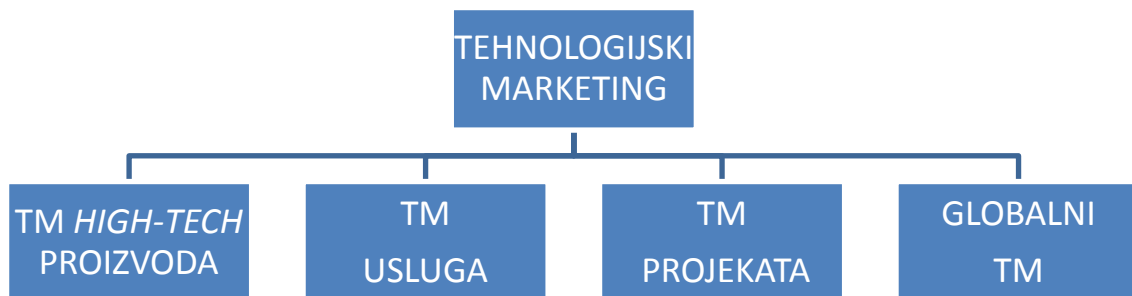 TEHNOLOGIJSKI
MARKETING
TM HIGH-TECH
PROIZVODA
TM
USLUGA
TM
PROJEKATA
GLOBALNI
TM